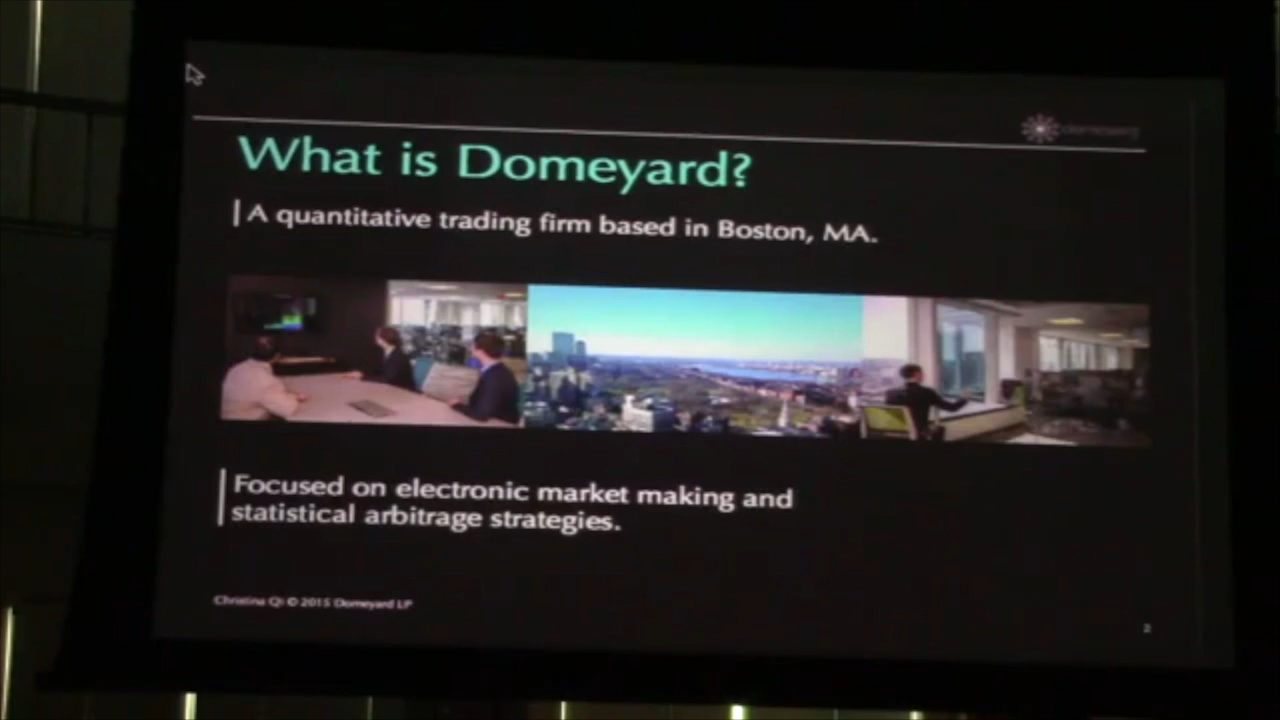 What is Domeyard?
A quantitative trading firm based in Boston, MA.
Focused on electronic market making and
statistical arbitrage strategies.
Christina Qi © 2015 Domeyard LP
2